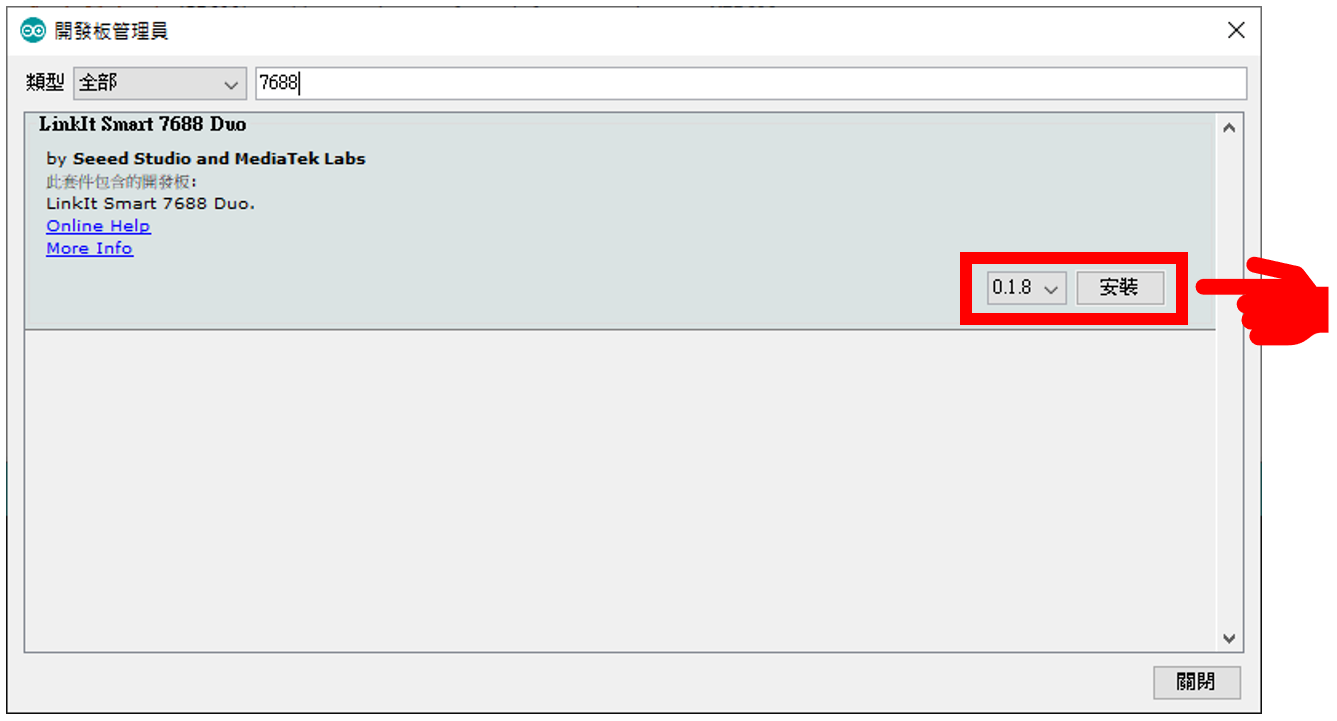 開發板管理員
類型 全部 7688
LinkIt Smart 7688 Duo
by Seeed Studio and MediaTek Labs
此套件包含的開發板:
LinkIt Smart 7688 Duo.
Online Help
More Info
0.1.8 安裝
關閉